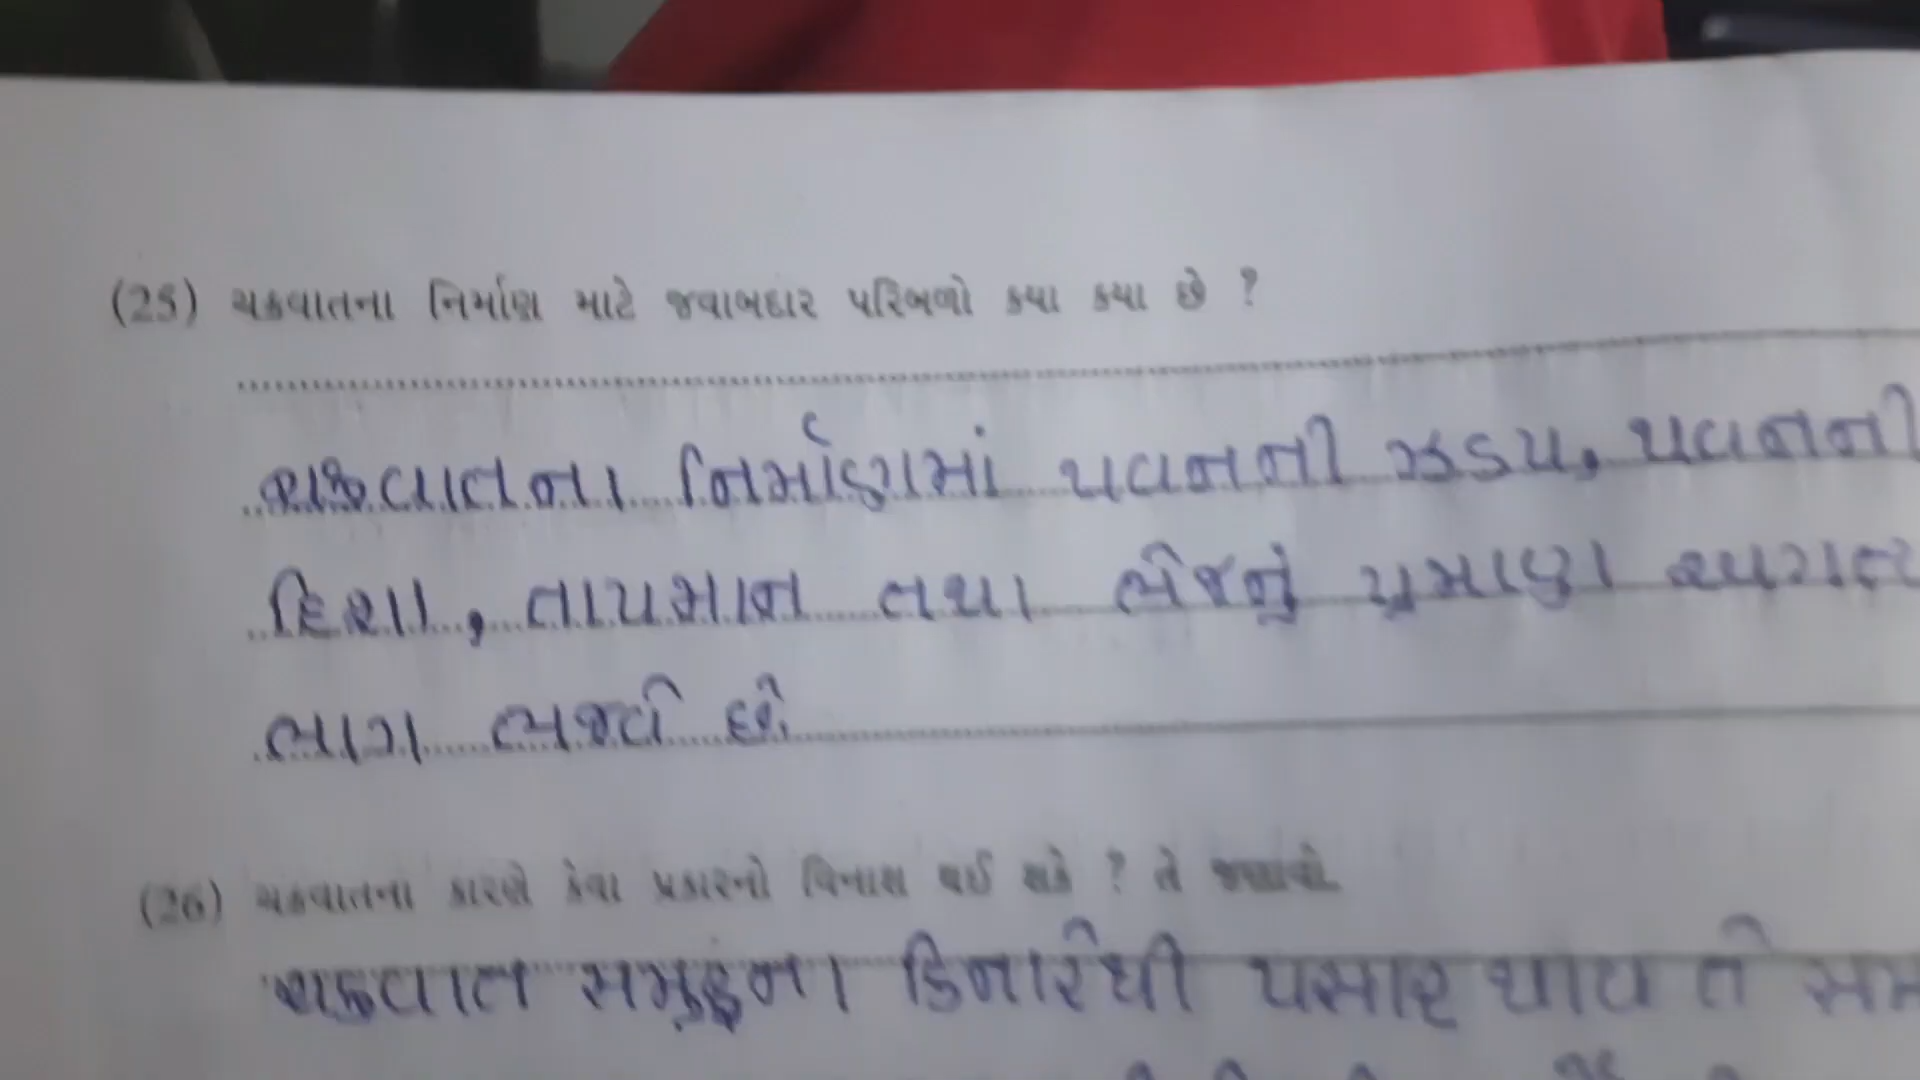 (25) ચક્રવાતના નિર્માણ માટે જવાબદાર પરિબળો કયા કયા છે ?
ચક્રવાતના નિર્માણમાં પવનની ઝડપ, પવનની
દિશા, તાપમાન તથા ભેજનું પ્રમાણ
ભાગ ભજવે છે.
(26) ચક્રવાતના કારણે કેવા પ્રકારનો વિનાશ થઈ શકે ? તે જણાવો.
ચક્રવાત સમુદ્રના કિનારેથી પસાર થાય તે